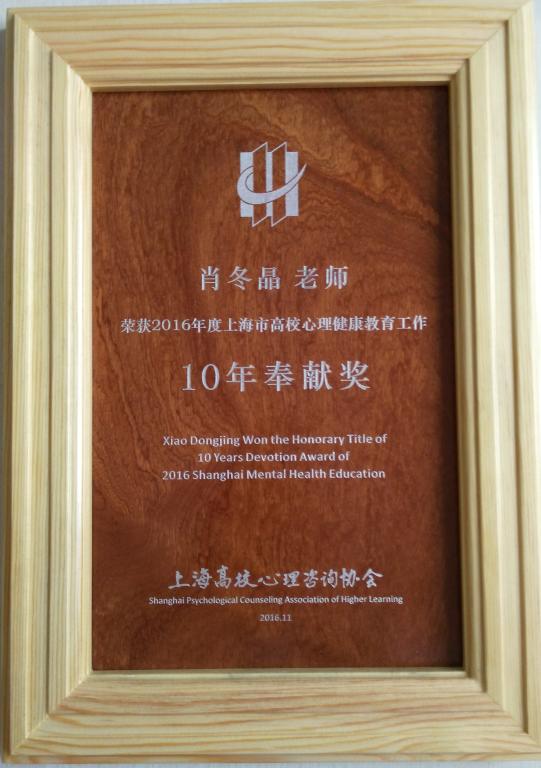 肖冬晶 老师
荣获2016年度上海市高校心理健康教育工作
10年奉献奖
Xiao Dongjing Won the Honorary Title of
10 Years Devotion Award of
2016 Shanghai Mental Health Education
上海高校心理咨询协会
Shanghai Psychological Counseling Association of Higher Learning
2016.11